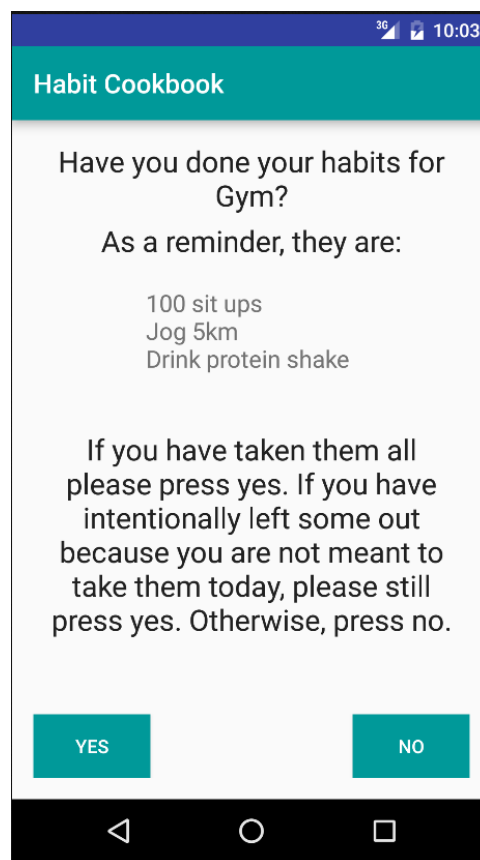 3G 10:03
Habit Cookbook
Have you done your habits for
Gym?
As a reminder, they are:
100 sit ups
Jog 5km
Drink protein shake
If you have taken them all
please press yes. If you have
intentionally left some out
because you are not meant to
take them today, please still
press yes. Otherwise, press no.
YES NO